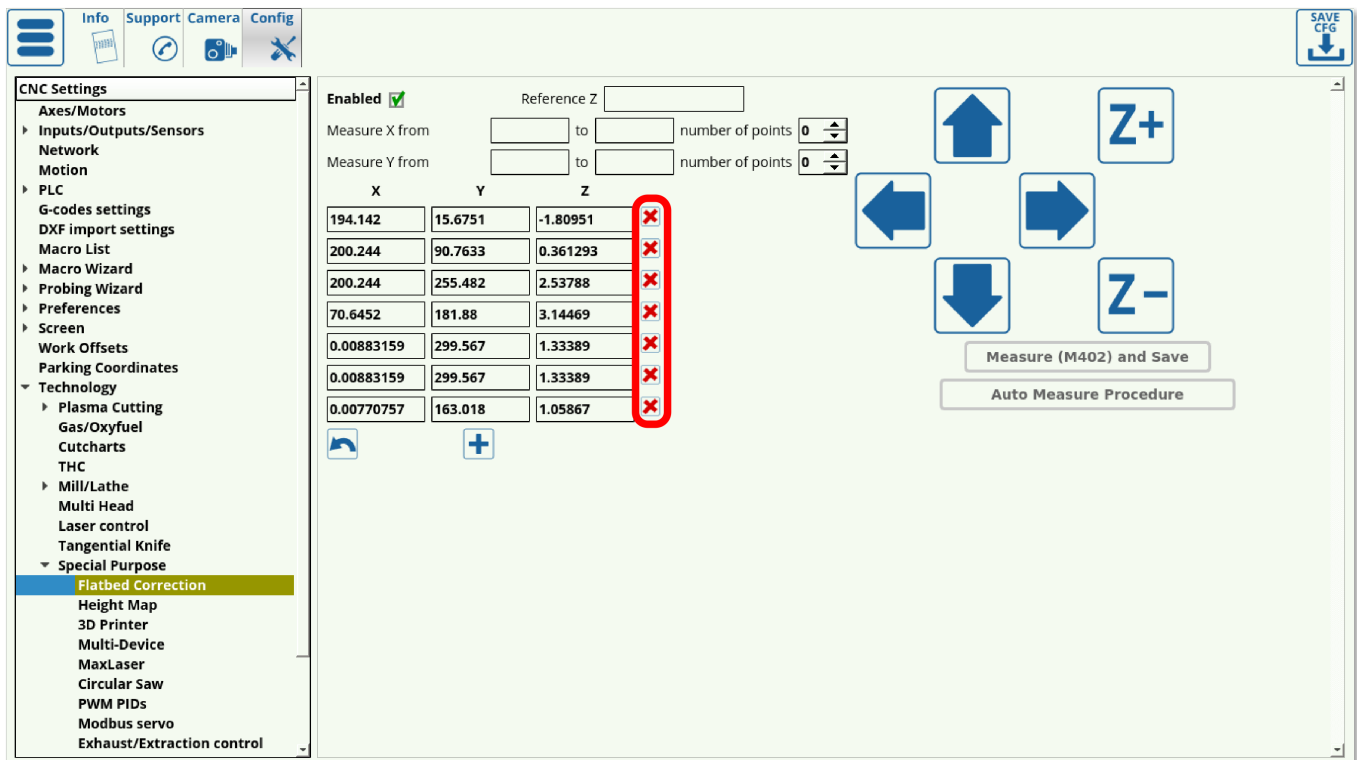 Info Support Camera Config
SAVE
CFG
CNC Settings
Axes/Motors
Inputs/Outputs/Sensors
Network
Motion
PLC
G-codes settings
DXF import settings
Macro List
Macro Wizard
Probing Wizard
Preferences
Screen
Work Offsets
Parking Coordinates
Technology
Plasma Cutting
Gas/Oxyfuel
Cutcharts
THC
Mill/Lathe
Multi Head
Laser control
Tangential Knife
Special Purpose
Flatbed Correction
Height Map
3D Printer
Multi-Device
MaxLaser
Circular Saw
PWM PIDs
Modbus servo
Exhaust/Extraction control
Enabled Reference Z
Measure X from to number of points 0
Measure Y from to number of points 0
X Y Z
194.142 15.6751 -1.80951
200.244 90.7633 0.361293
200.244 255.482 2.53788
70.6452 181.88 3.14469
0.00883159 299.567 1.33389
0.00883159 299.567 1.33389
0.00770757 163.018 1.05867
Z+
Z−
Measure (M402) and Save
Auto Measure Procedure